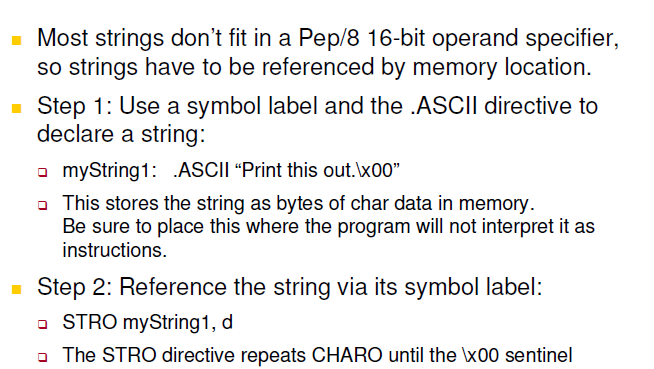 Most strings don't fit in a Pep/8 16-bit operand specifier,
so strings have to be referenced by memory location.
Step 1: Use a symbol label and the .ASCII directive to
declare a string:
myString1: .ASCII “Print this out.\x00”
This stores the string as bytes of char data in memory.
Be sure to place this where the program will not interpret it as
instructions.
Step 2: Reference the string via its symbol label:
STRO myString1, d
The STRO directive repeats CHARO until the \x00 sentinel